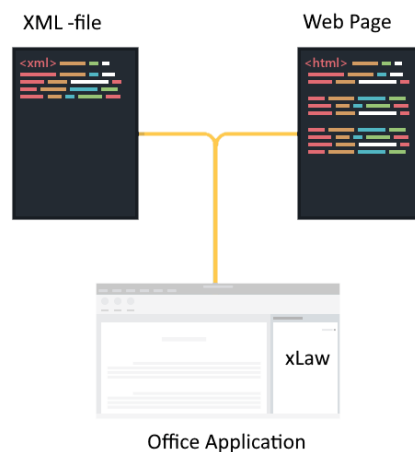 XML -file
Web Page
<xml>
<html>
xLaw
Office Application